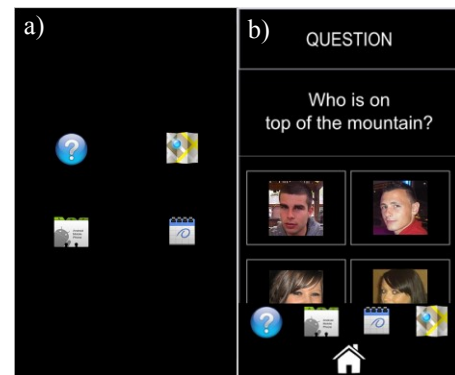 a)
b)
QUESTION
Who is on
top of the mountain?